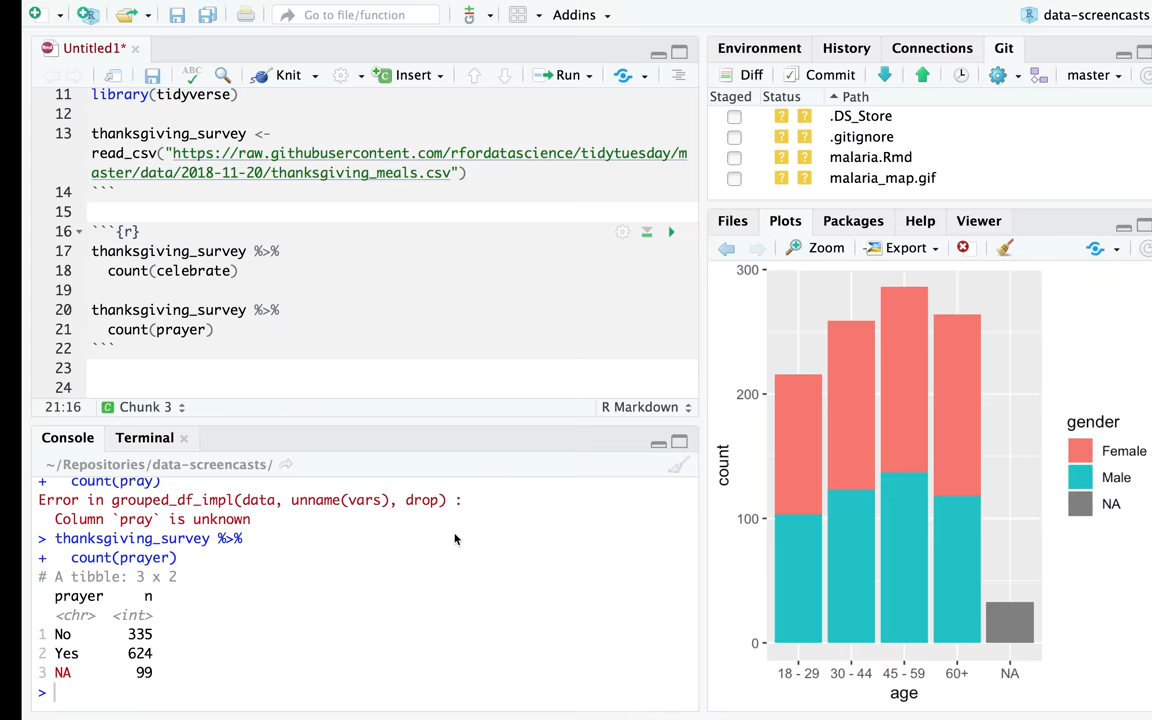 Go to file/function
Addins
data-screencasts
Untitled1*
Environment History Connections Git
ABC Knit Insert Run
Diff Commit master
11 library(tidyverse)
Staged Status Path
12
.DS_Store
13 thanksgiving_survey <-
.gitignore
read_csv("https://raw.githubusercontent.com/rfordatascience/tidytuesday/m
malaria.Rmd
aster/data/2018-11-20/thanksgiving_meals.csv")
malaria_map.gif
14 ```
15
16 ```{r}
17 thanksgiving_survey %>%
18 count(celebrate)
19
20 thanksgiving_survey %>%
21 count(prayer)
22 ```
23
24
21:16 Chunk 3 R Markdown
Files Plots Packages Help Viewer
Zoom Export
300
200
100
0
count
18 - 29 30 - 44 45 - 59 60+ NA
age
gender
Female
Male
NA
Console Terminal
~/Repositories/data-screencasts/
+ count(pray)
Error in grouped_df_impl(data, unname(vars), drop) :
Column `pray` is unknown
> thanksgiving_survey %>%
+ count(prayer)
# A tibble: 3 x 2
prayer n
<chr> <int>
1 No 335
2 Yes 624
3 NA 99
>